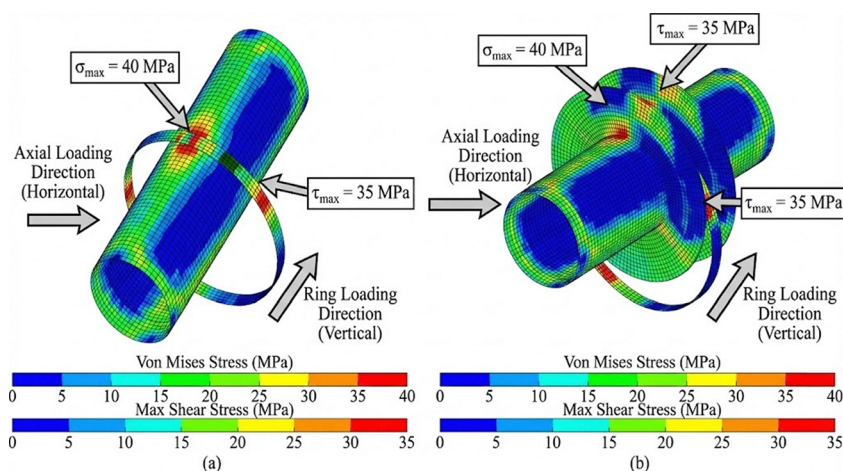 σmax = 40 MPa
Axial Loading
Direction
(Horizontal)
τmax = 35 MPa
Ring Loading
Direction
(Vertical)
Von Mises Stress (MPa)
0 5 10 15 20 25 30 35 40
Max Shear Stress (MPa)
0 5 10 15 20 25 30 35
(a)
τmax = 35 MPa
σmax = 40 MPa
Axial Loading
Direction
(Horizontal)
τmax = 35 MPa
Ring Loading
Direction
(Vertical)
Von Mises Stress (MPa)
0 5 10 15 20 25 30 35 40
Max Shear Stress (MPa)
0 5 10 15 20 25 30 35
(b)